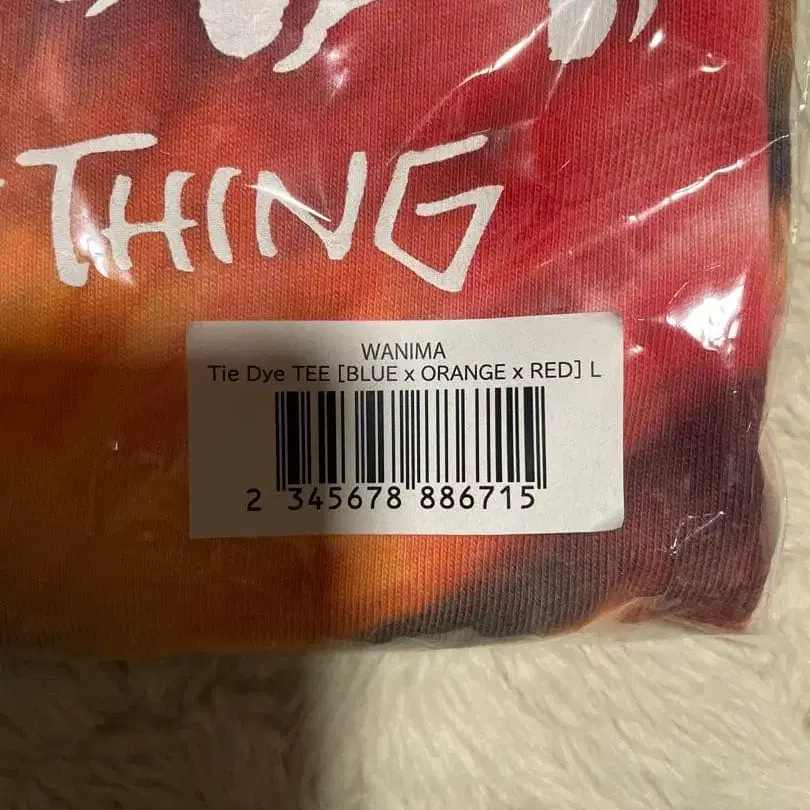 THING
WANIMA
Tie Dye TEE [BLUE x ORANGE x RED] L
2 345678 886715